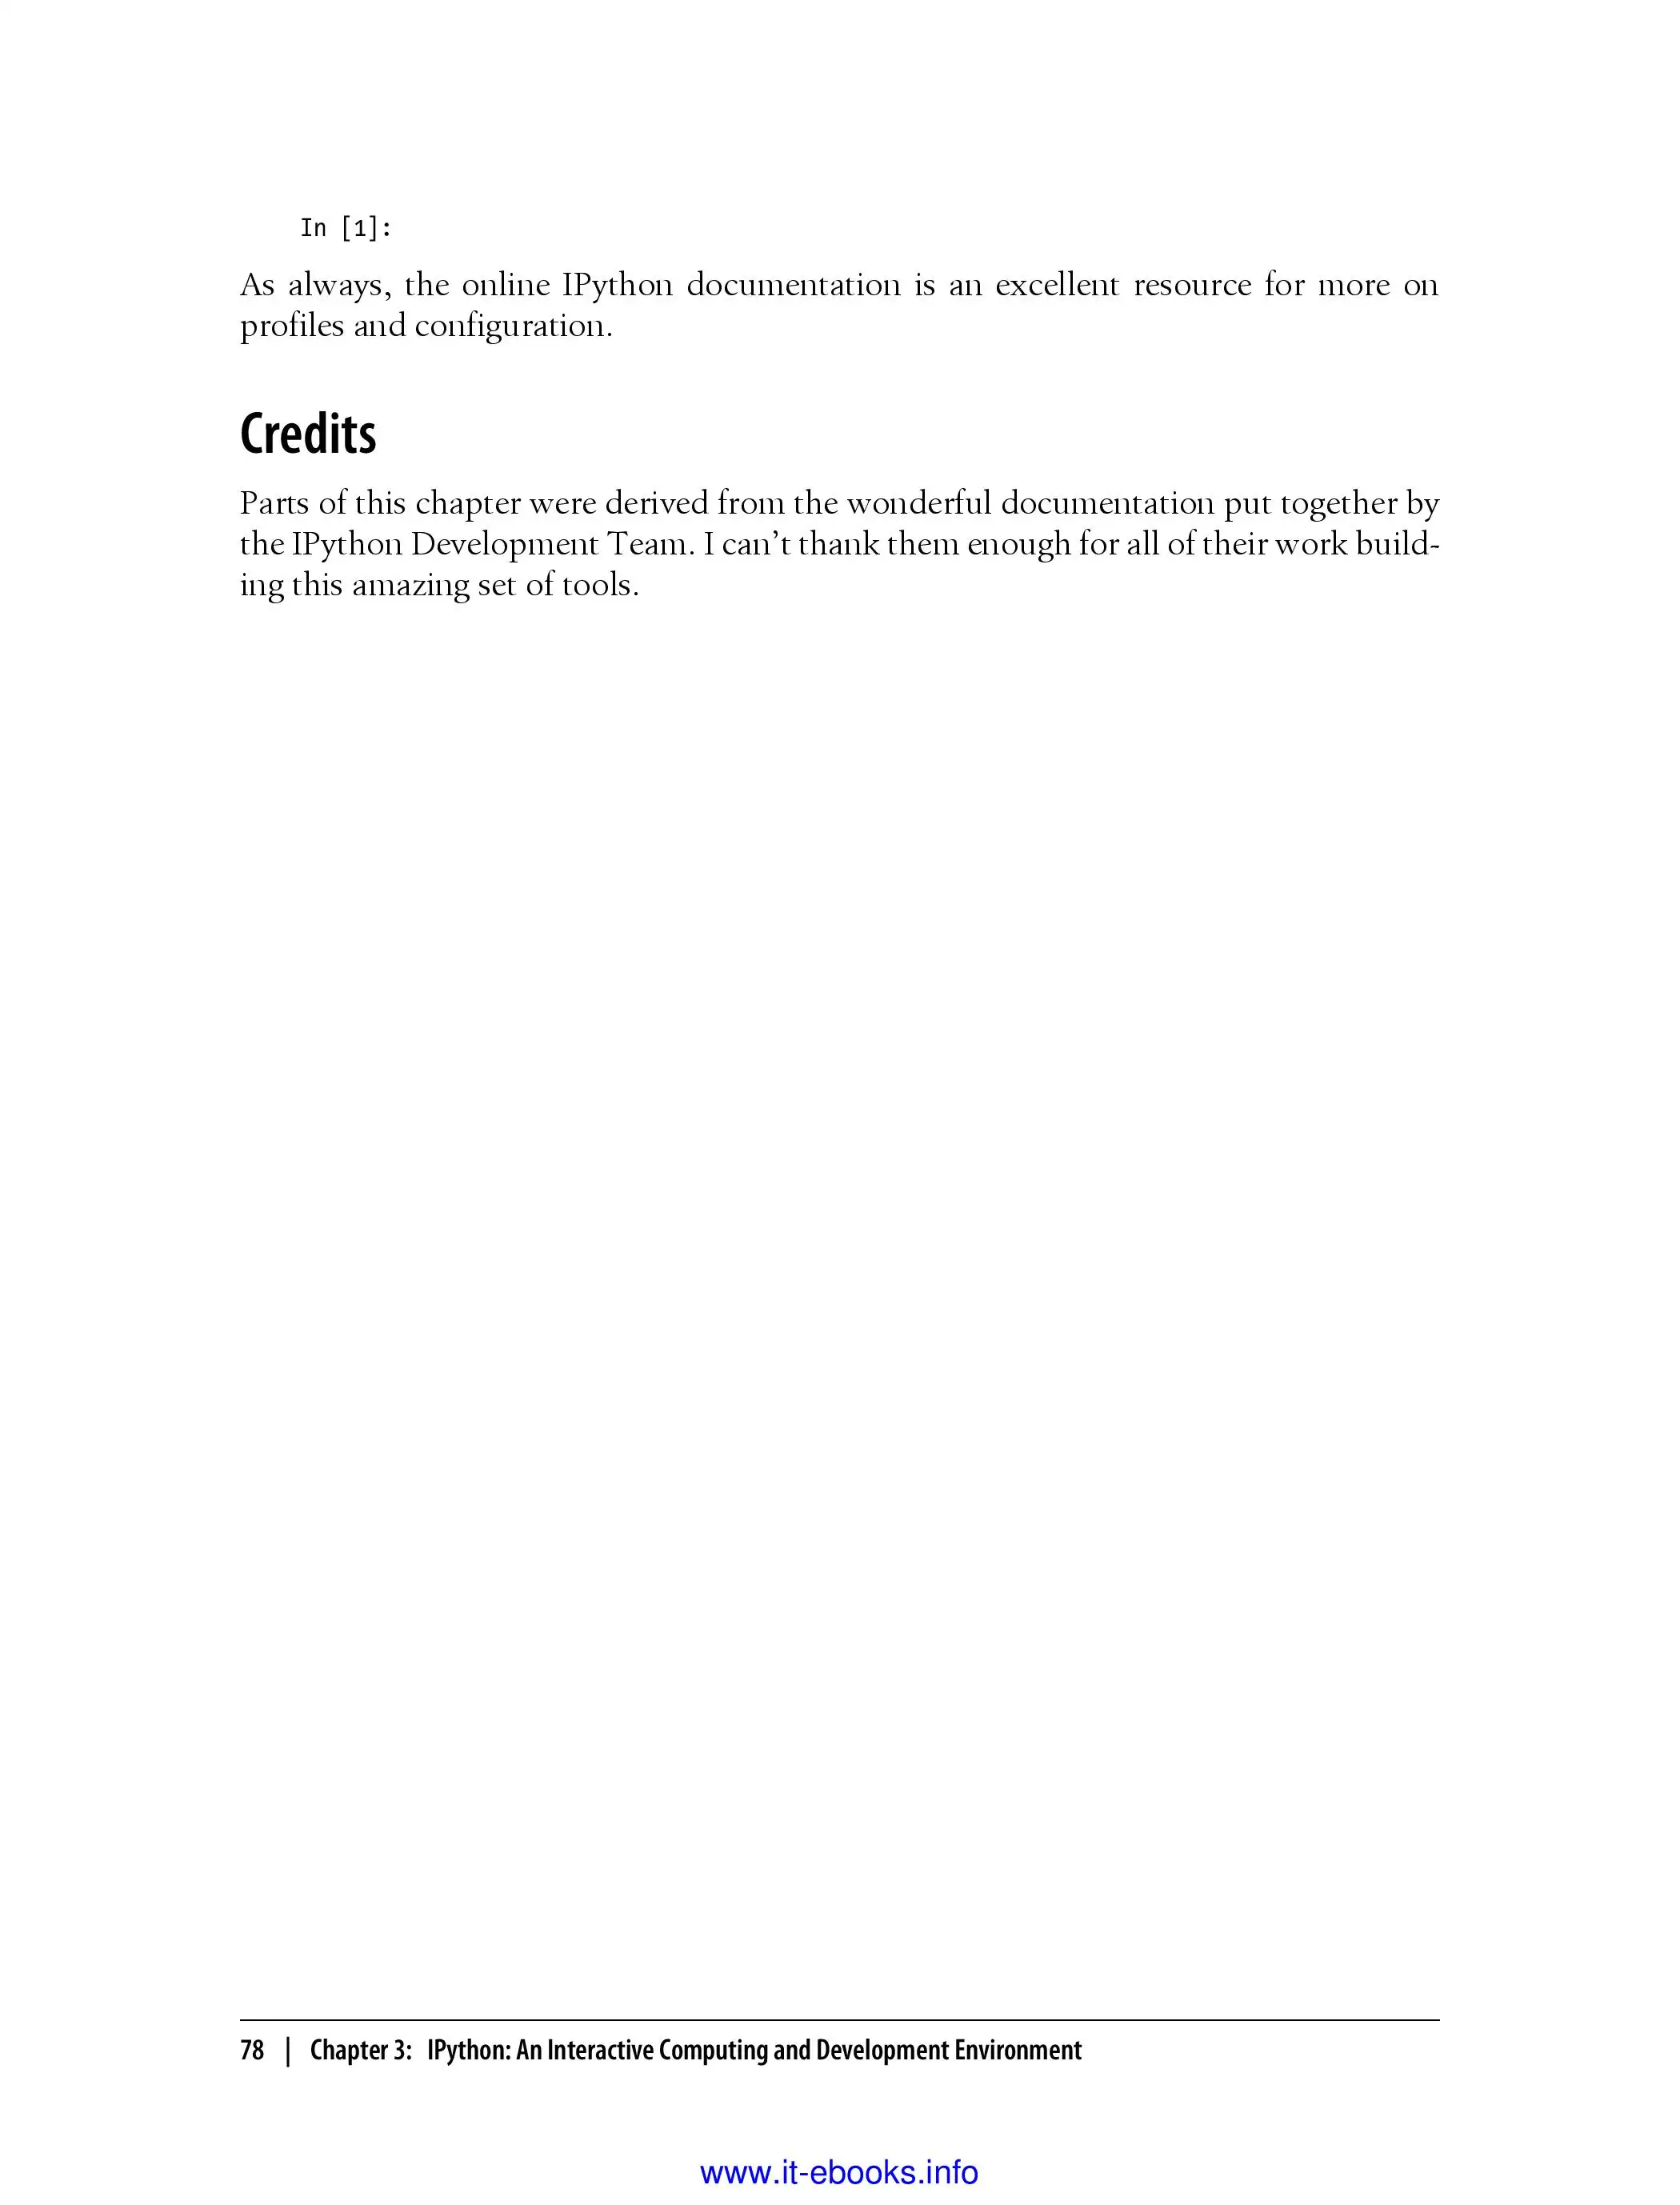 In [1]:
As always, the online IPython documentation is an excellent resource for more on
profiles and configuration.
Credits
Parts of this chapter were derived from the wonderful documentation put together by
the IPython Development Team. I can’t thank them enough for all of their work build-
ing this amazing set of tools.
78 | Chapter 3: IPython: An Interactive Computing and Development Environment
www.it-ebooks.info